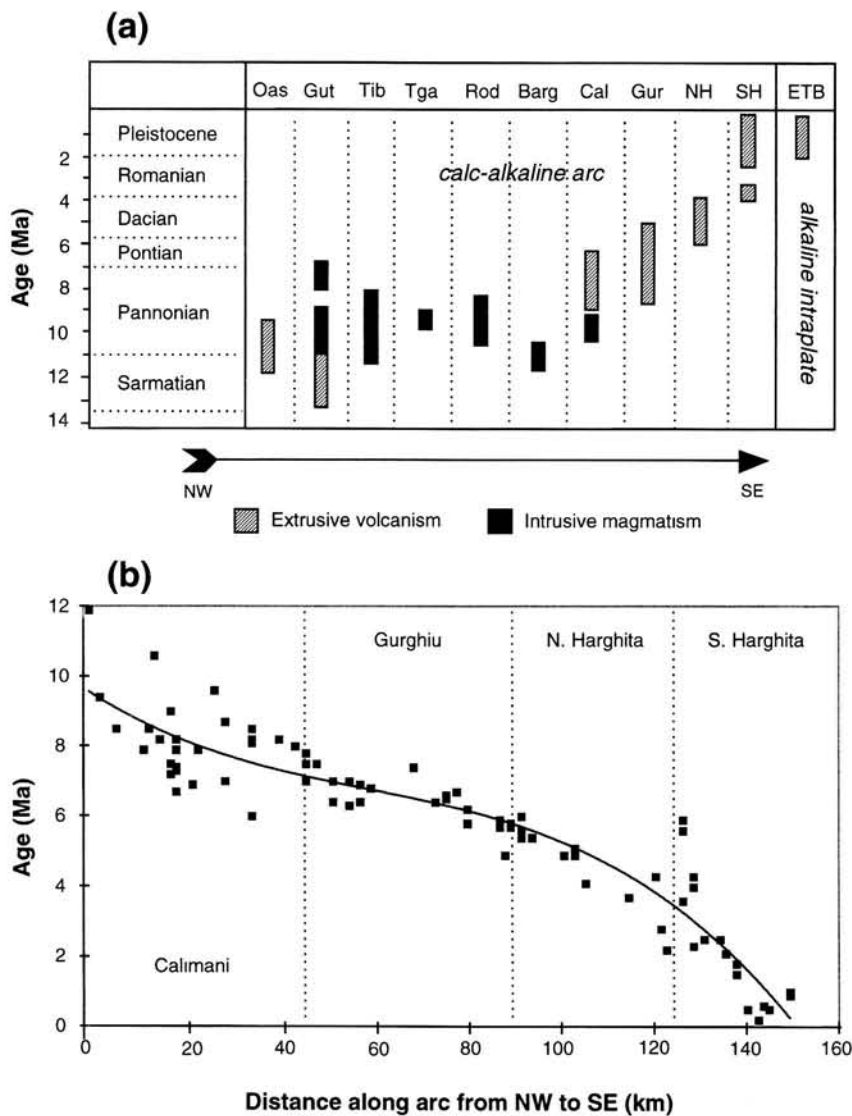 (a)
Oas Gut Tib Tga Rod Barg Cal Gur NH SH ETB
Pleistocene
2
Romanian
calc-alkaline arc
4
Dacian
6
Pontian
8
Pannonian
10
12
Sarmatian
14
Age (Ma)
alkaline intraplate
NW SE
Extrusive volcanism Intrusive magmatism
(b)
12
10
8
6
4
2
0
Age (Ma)
Gurghiu N. Harghita S. Harghita
Calimani
0 20 40 60 80 100 120 140 160
Distance along arc from NW to SE (km)